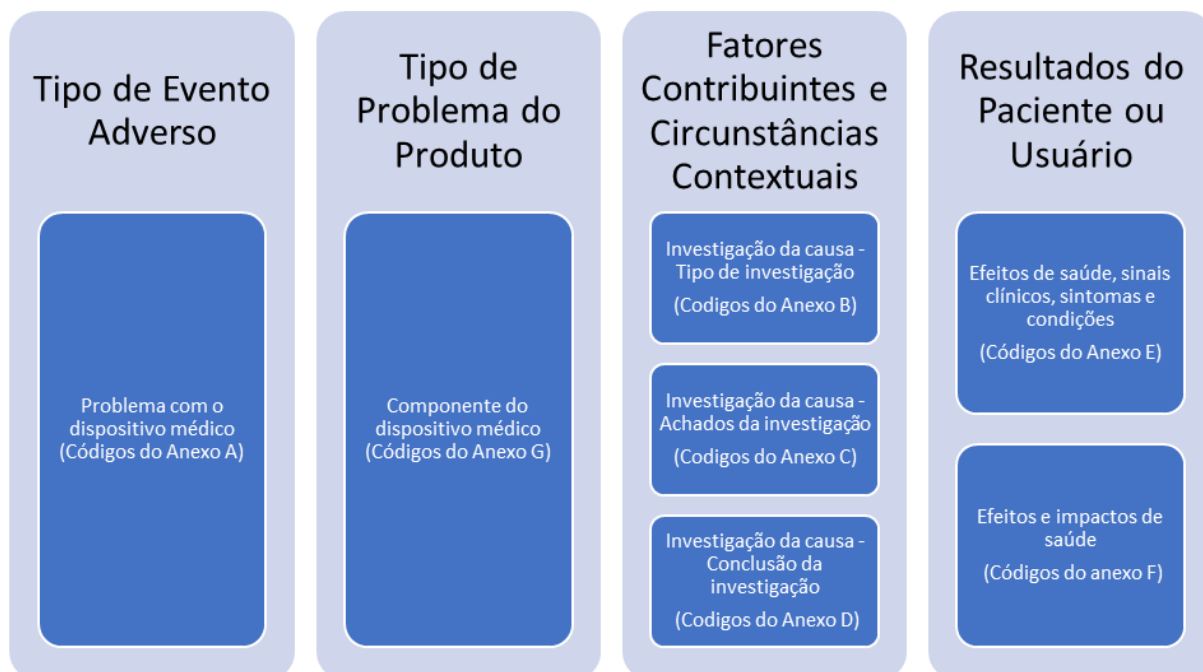 Tipo de Evento
Adverso
Problema com o
dispositivo médico
(Códigos do Anexo A)
Tipo de
Problema do
Produto
Componente do
dispositivo médico
(Códigos do Anexo G)
Fatores
Contribuintes e
Circunstâncias
Contextuais
Investigação da causa -
Tipo de investigação
(Codigos do Anexo B)
Investigação da causa -
Achados da investigação
(Codigos do Anexo C)
Investigação da causa -
Conclusão da
investigação
(Codigos do Anexo D)
Resultados do
Paciente ou
Usuário
Efeitos de saúde, sinais
clínicos, sintomas e
condições
(Códigos do Anexo E)
Efeitos e impactos de
saúde
(Códigos do anexo F)